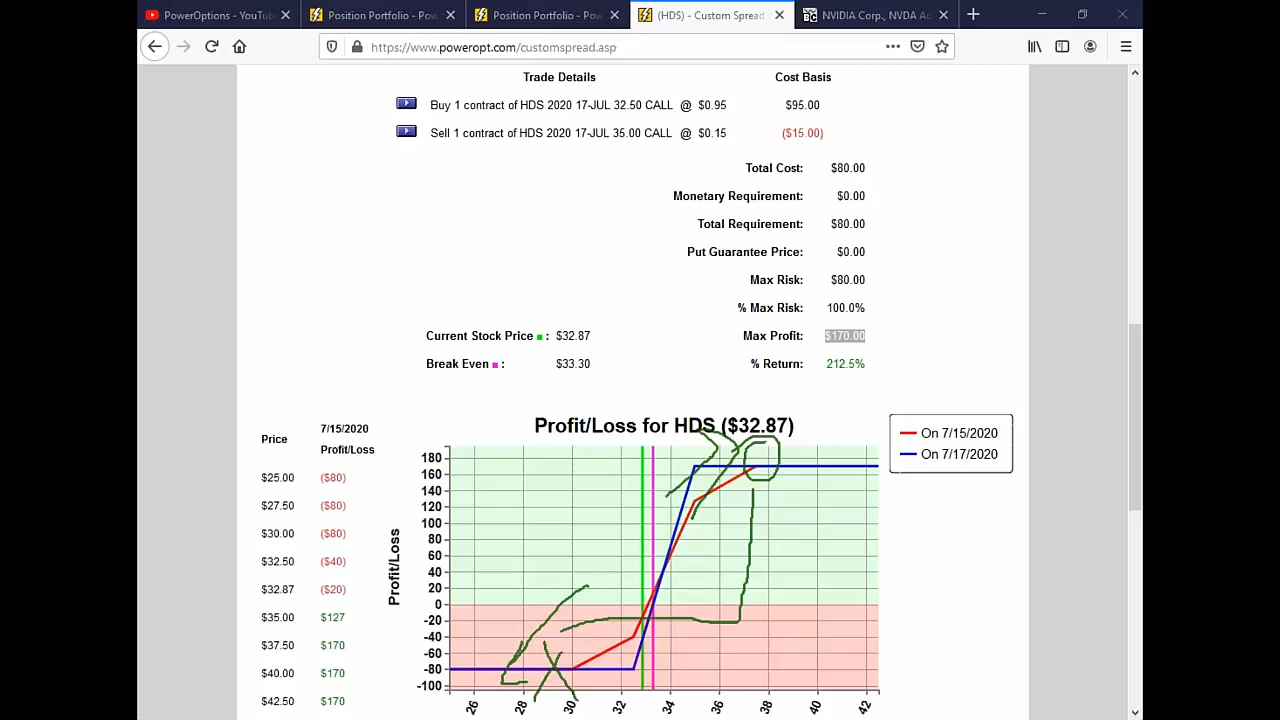 PowerOptions - YouTub
Position Portfolio - Pow
Position Portfolio - Pow
(HDS) - Custom Spread
NVIDIA Corp., NVDA Ad
https://www.poweropt.com/customspread.asp
Trade Details Cost Basis
Buy 1 contract of HDS 2020 17-JUL 32.50 CALL @ $0.95 $95.00
Sell 1 contract of HDS 2020 17-JUL 35.00 CALL @ $0.15 ($15.00)
Total Cost: $80.00
Monetary Requirement: $0.00
Total Requirement: $80.00
Put Guarantee Price: $0.00
Max Risk: $80.00
% Max Risk: 100.0%
Current Stock Price : $32.87 Max Profit: $170.00
Break Even : $33.30 % Return: 212.5%
Price 7/15/2020 Profit/Loss
$25.00 ($80)
$27.50 ($80)
$30.00 ($80)
$32.50 ($40)
$32.87 ($20)
$35.00 $127
$37.50 $170
$40.00 $170
$42.50 $170
Profit/Loss for HDS ($32.87)
Profit/Loss
180
160
140
120
100
80
60
40
20
0
-20
-40
-60
-80
-100
26 28 30 32 34 36 38 40 42
On 7/15/2020
On 7/17/2020